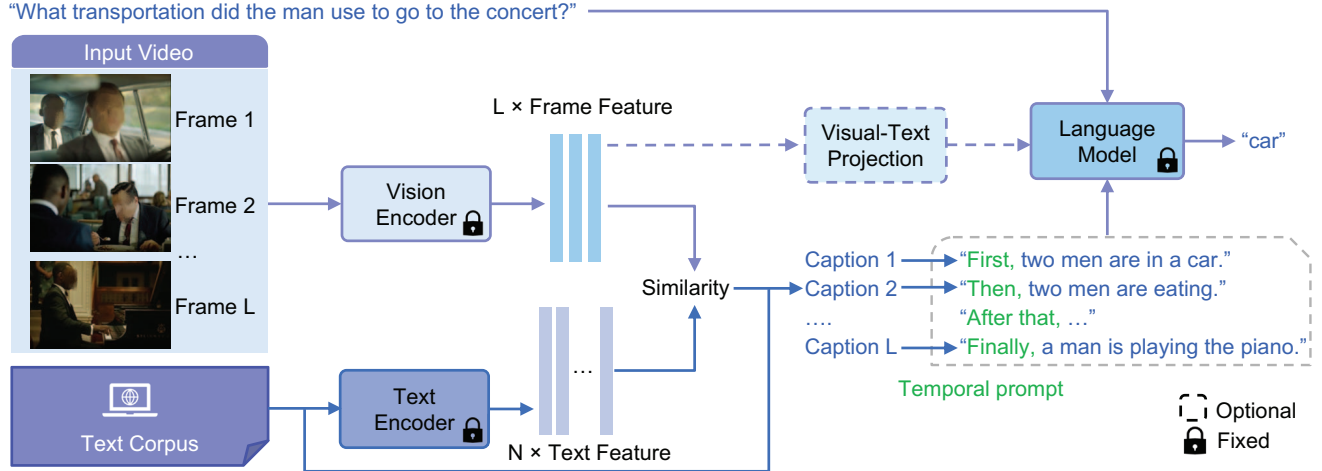 “What transportation did the man use to go to the concert?”
Input Video
Frame 1
Frame 2
...
Frame L
Text Corpus
Vision
Encoder
Text
Encoder
L × Frame Feature
N × Text Feature
...
Similarity
Visual-Text
Projection
Language
Model
“car”
Caption 1
“First, two men are in a car.”
Caption 2
“Then, two men are eating.”
....
“After that, …”
Caption L
“Finally, a man is playing the piano.”
Temporal prompt
Optional
Fixed